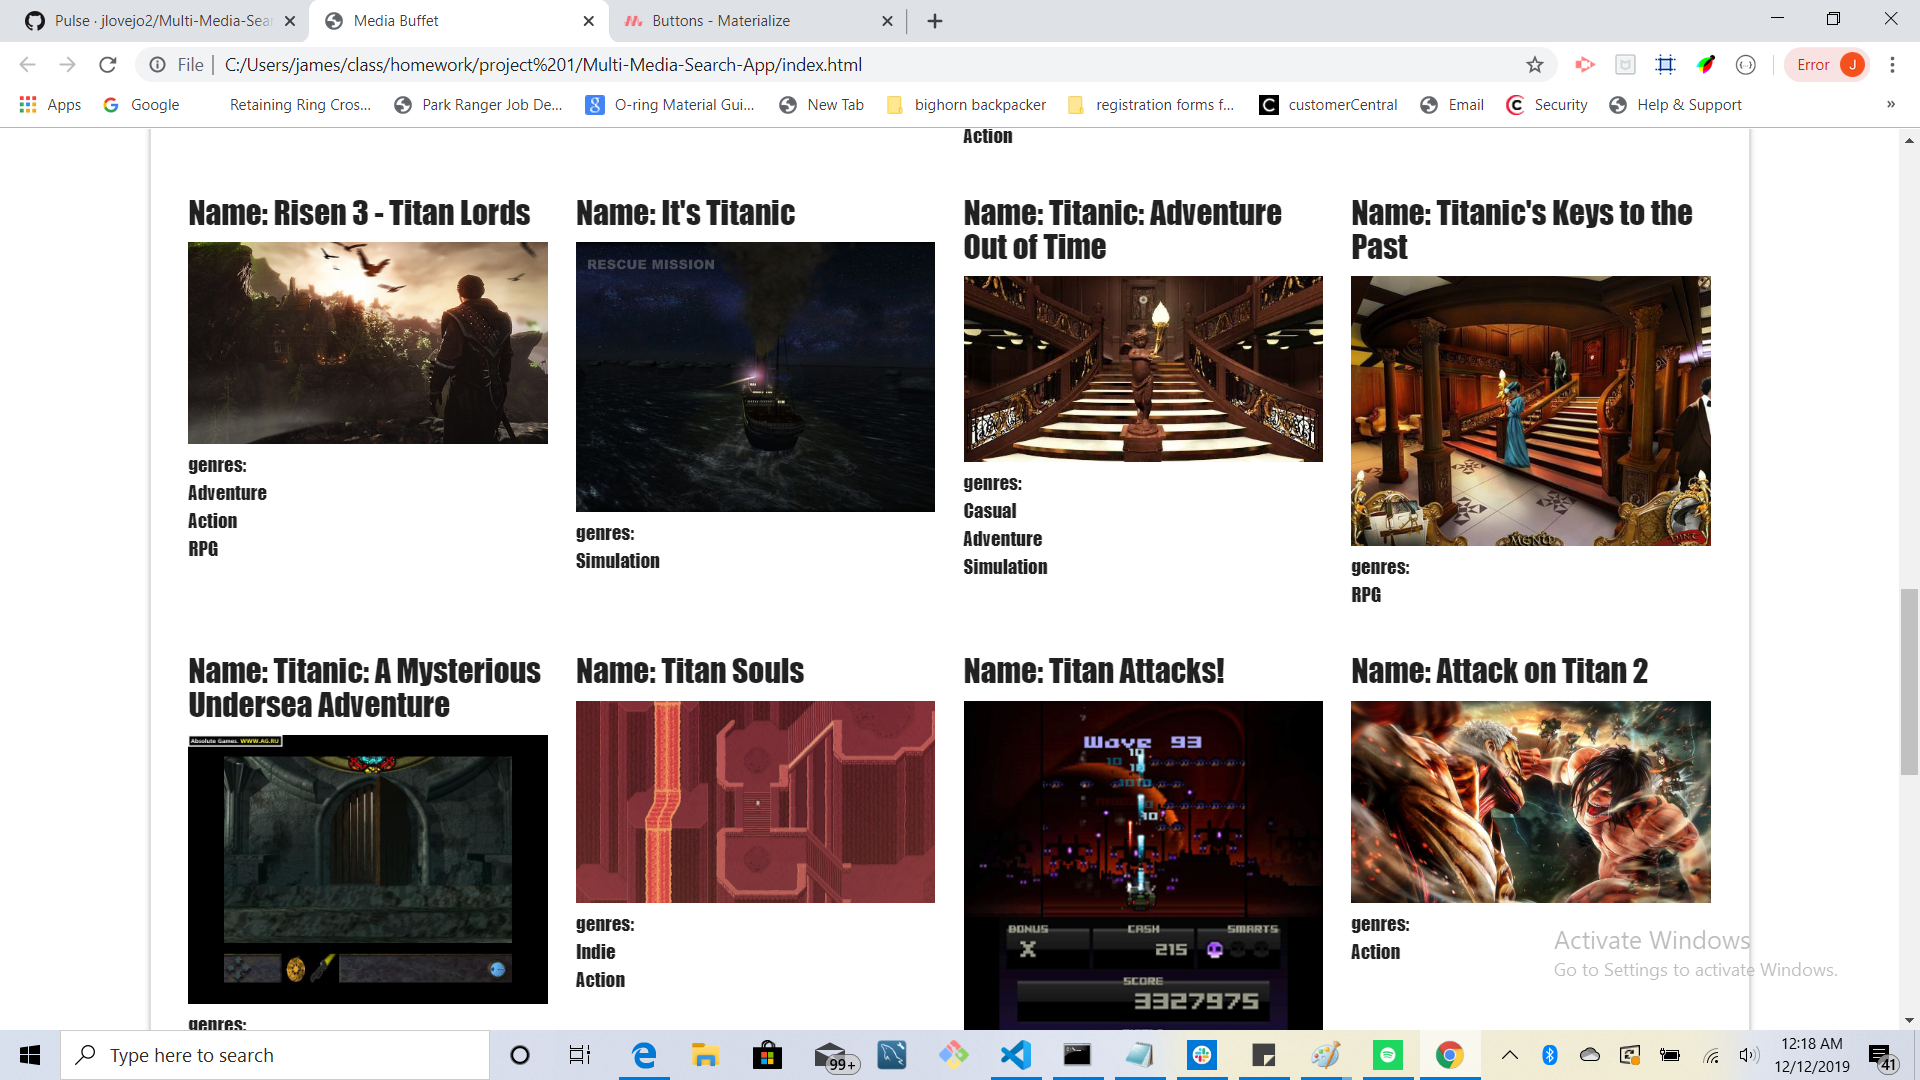 Pulse · jlovejo2/Multi-Media-Sear
Media Buffet
Buttons - Materialize
File
C:/Users/james/class/homework/project%201/Multi-Media-Search-App/index.html
Error
J
Apps
Google
Retaining Ring Cros...
Park Ranger Job De...
O-ring Material Gui...
New Tab
bighorn backpacker
registration forms f...
customerCentral
Email
Security
Help & Support
»
Action
Name: Risen 3 - Titan Lords
genres:
Adventure
Action
RPG
Name: It's Titanic
RESCUE MISSION
genres:
Simulation
Name: Titanic: Adventure
Out of Time
genres:
Casual
Adventure
Simulation
Name: Titanic's Keys to the
Past
MENU
HINT
genres:
RPG
Name: Titanic: A Mysterious
Undersea Adventure
Absolute Games. WWW.AG.RU
genres:
Name: Titan Souls
genres:
Indie
Action
Name: Titan Attacks!
Wave 93
10
10
10
BONUS
CASH
SMARTS
X
215
SCORE
3327975
Name: Attack on Titan 2
genres:
Action
Activate Windows
Go to Settings to activate Windows.
Type here to search
99+
12:18 AM
12/12/2019
41